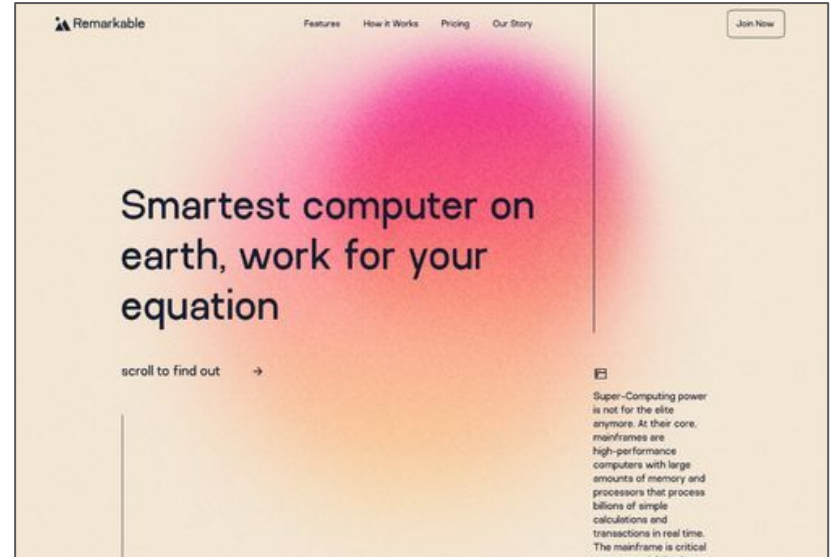 Remarkable
Features How it Works Pricing Our Story
Join Now
Smartest computer on
earth, work for your
equation
scroll to find out →
Super-Computing power
is not for the elite
anymore. At their core,
mainframes are
high-performance
computers with large
amounts of memory and
processors that process
billions of simple
calculations and
transactions in real time.
The mainframe is critical